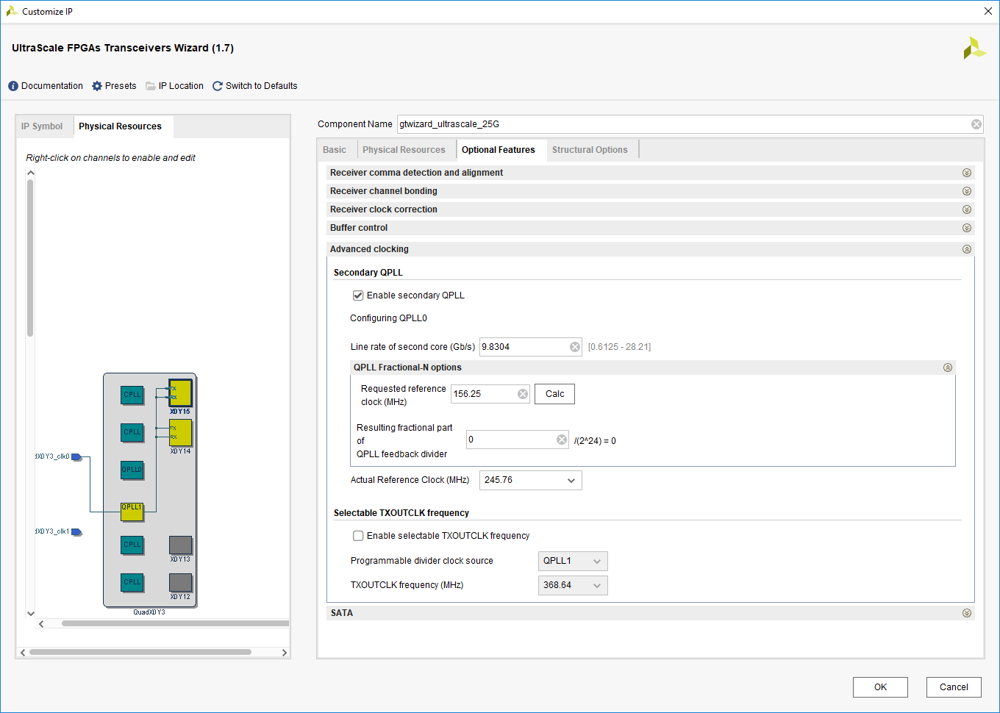 Customize IP
UltraScale FPGAs Transceivers Wizard (1.7)
Documentation Presets IP Location Switch to Defaults
IP Symbol Physical Resources
Right-click on channels to enable and edit
CPLL
TX
RX
X0Y15
CPLL
TX
RX
X0Y14
dX0Y3_clk0
QPLL0
QPLL1
dX0Y3_clk1
CPLL
X0Y13
CPLL
X0Y12
QuadX0Y3
Component Name gtwizard_ultrascale_25G
Basic Physical Resources Optional Features Structural Options
Receiver comma detection and alignment
Receiver channel bonding
Receiver clock correction
Buffer control
Advanced clocking
Secondary QPLL
Enable secondary QPLL
Configuring QPLL0
Line rate of second core (Gb/s) 9.8304 [0.6125 - 28.21]
QPLL Fractional-N options
Requested reference
clock (MHz) 156.25 Calc
Resulting fractional part
of
QPLL feedback divider 0 /(2^24) = 0
Actual Reference Clock (MHz) 245.76
Selectable TXOUTCLK frequency
Enable selectable TXOUTCLK frequency
Programmable divider clock source QPLL1
TXOUTCLK frequency (MHz) 368.64
SATA
OK Cancel